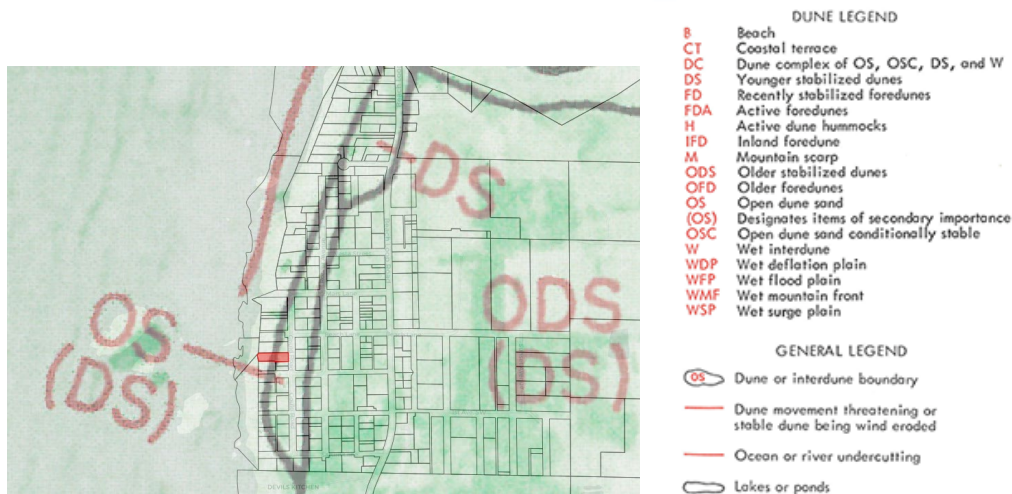 DS
OS
(DS)
ODS
(DS)
DEVILS KITCHEN
DUNE LEGEND
B Beach
CT Coastal terrace
DC Dune complex of OS, OSC, DS, and W
DS Younger stabilized dunes
FD Recently stabilized foredunes
FDA Active foredunes
H Active dune hummocks
IFD Inland foredune
M Mountain scarp
ODS Older stabilized dunes
OFD Older foredunes
OS Open dune sand
(OS) Designates items of secondary importance
OSC Open dune sand conditionally stable
W Wet interdune
WDP Wet deflation plain
WFP Wet flood plain
WMF Wet mountain front
WSP Wet surge plain
GENERAL LEGEND
OS Dune or interdune boundary
Dune movement threatening or
stable dune being wind eroded
Ocean or river undercutting
Lakes or ponds